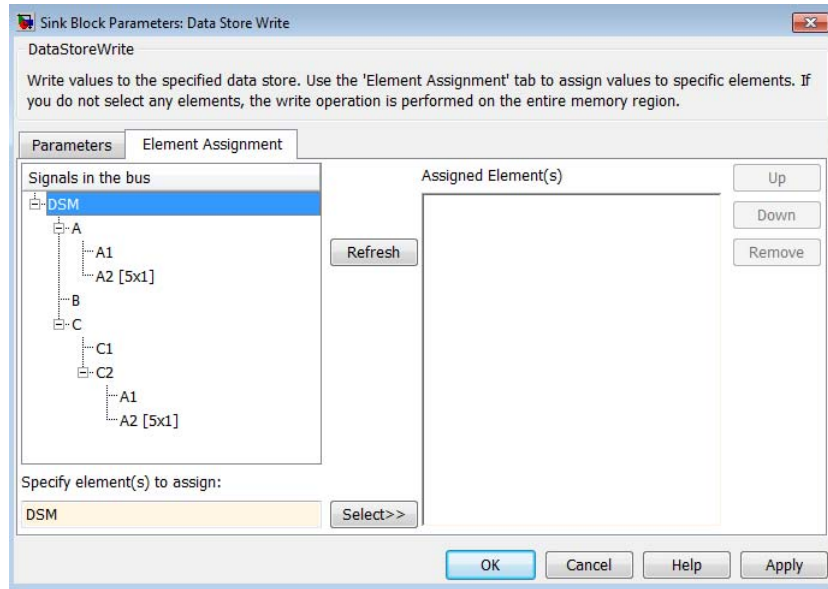 Sink Block Parameters: Data Store Write
DataStoreWrite
Write values to the specified data store. Use the 'Element Assignment' tab to assign values to specific elements. If
you do not select any elements, the write operation is performed on the entire memory region.
Parameters
Element Assignment
Signals in the bus
DSM
A
A1
A2 [5x1]
B
C
C1
C2
A1
A2 [5x1]
Specify element(s) to assign:
DSM
Refresh
Select>>
Assigned Element(s)
Up
Down
Remove
OK
Cancel
Help
Apply